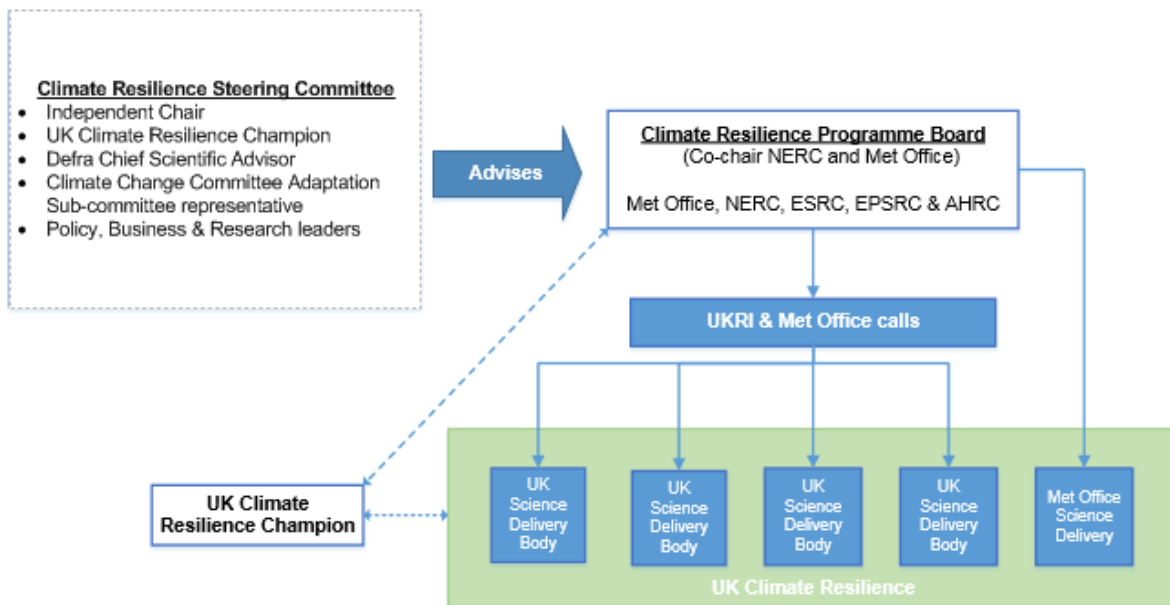 Climate Resilience Steering Committee
• Independent Chair
• UK Climate Resilience Champion
• Defra Chief Scientific Advisor
• Climate Change Committee Adaptation
Sub-committee representative
• Policy, Business & Research leaders
Advises
Climate Resilience Programme Board
(Co-chair NERC and Met Office)
Met Office, NERC, ESRC, EPSRC & AHRC
UKRI & Met Office calls
UK Climate
Resilience Champion
UK
Science
Delivery
Body
UK
Science
Delivery
Body
UK
Science
Delivery
Body
UK
Science
Delivery
Body
Met Office
Science
Delivery
UK Climate Resilience